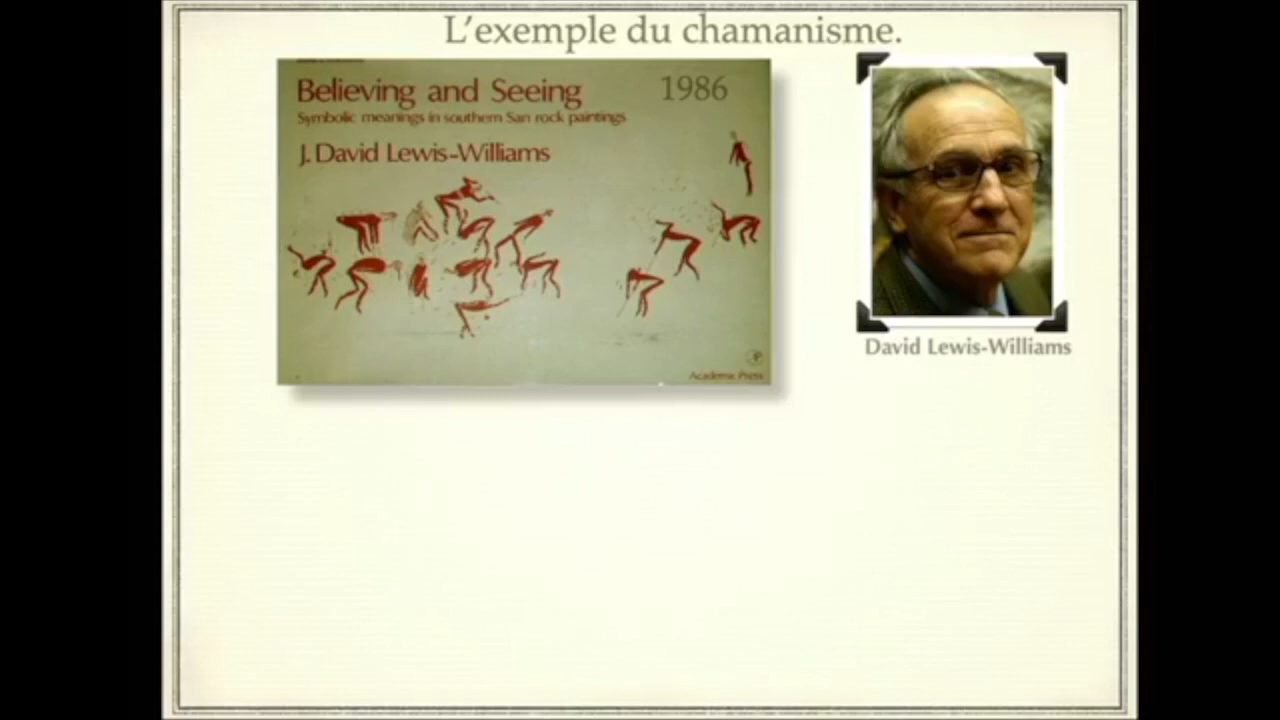 L'exemple du chamanisme.
Believing and Seeing
1986
Symbolic meanings in southern San rock paintings
J. David Lewis-Williams
Academic Press
David Lewis-Williams